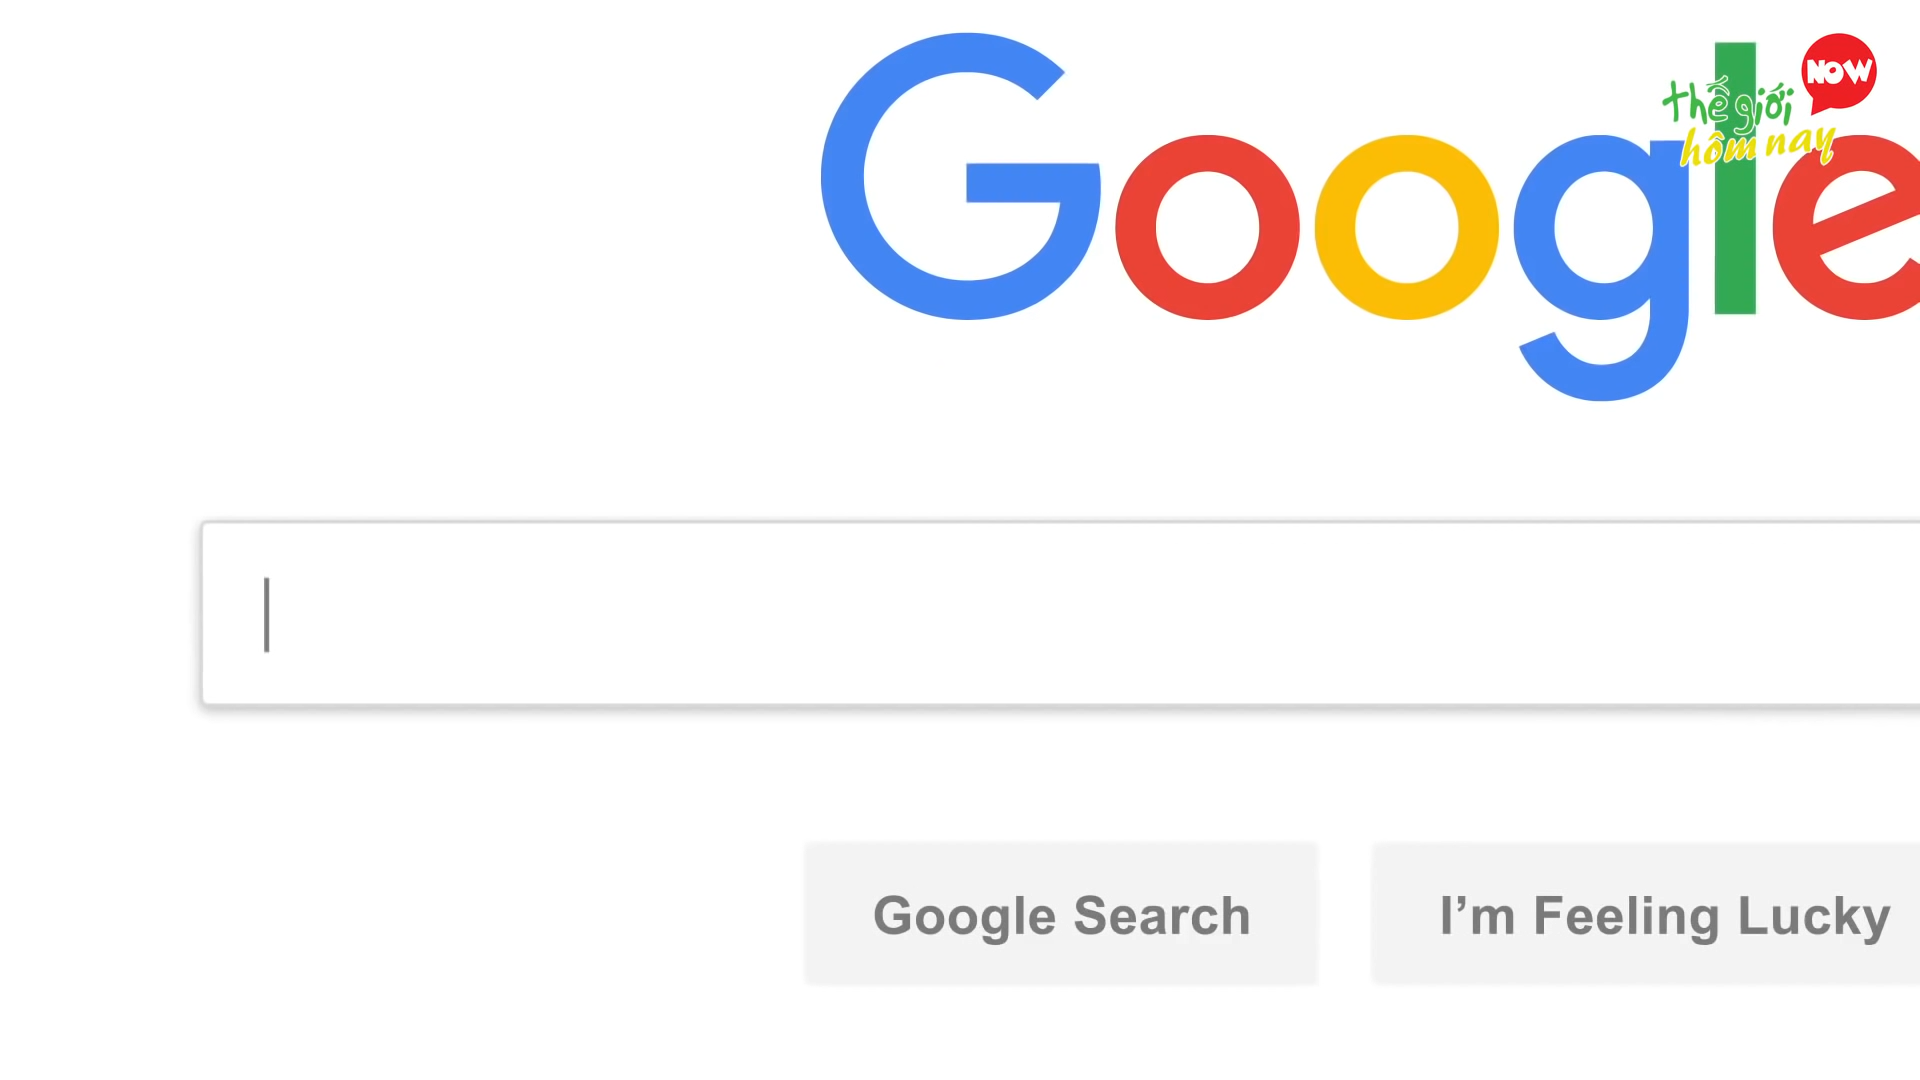 Google
NOW
thế giới
hôm nay
Google Search
I’m Feeling Lucky